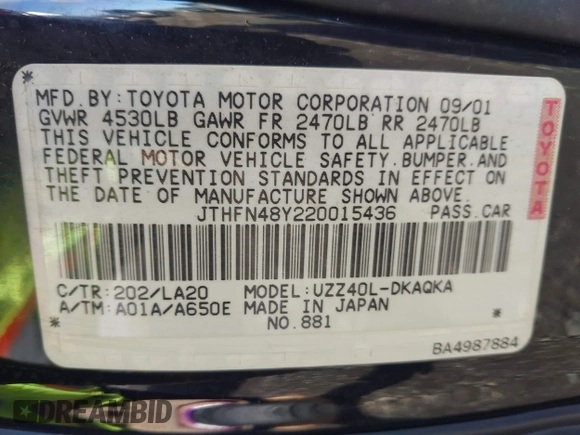 MFD.BY:TOYOTA MOTOR CORPORATION 09/01
GVWR 4530LB GAWR FR 2470LB RR 2470LB
THIS VEHICLE CONFORMS TO ALL APPLICABLE
FEDERAL MOTOR VEHICLE SAFETY.BUMPER.AND
THEFT PREVENTION STANDARDS IN EFFECT ON
THE DATE OF MANUFACTURE SHOWN ABOVE.
JTHFN48Y220015436 PASS.CAR
TOYOTA
C/TR:202/LA20 MODEL:UZZ40L-DKAQKA
A/TM:A01A/A650E MADE IN JAPAN
NO.881
BA4987884
DREAMBID